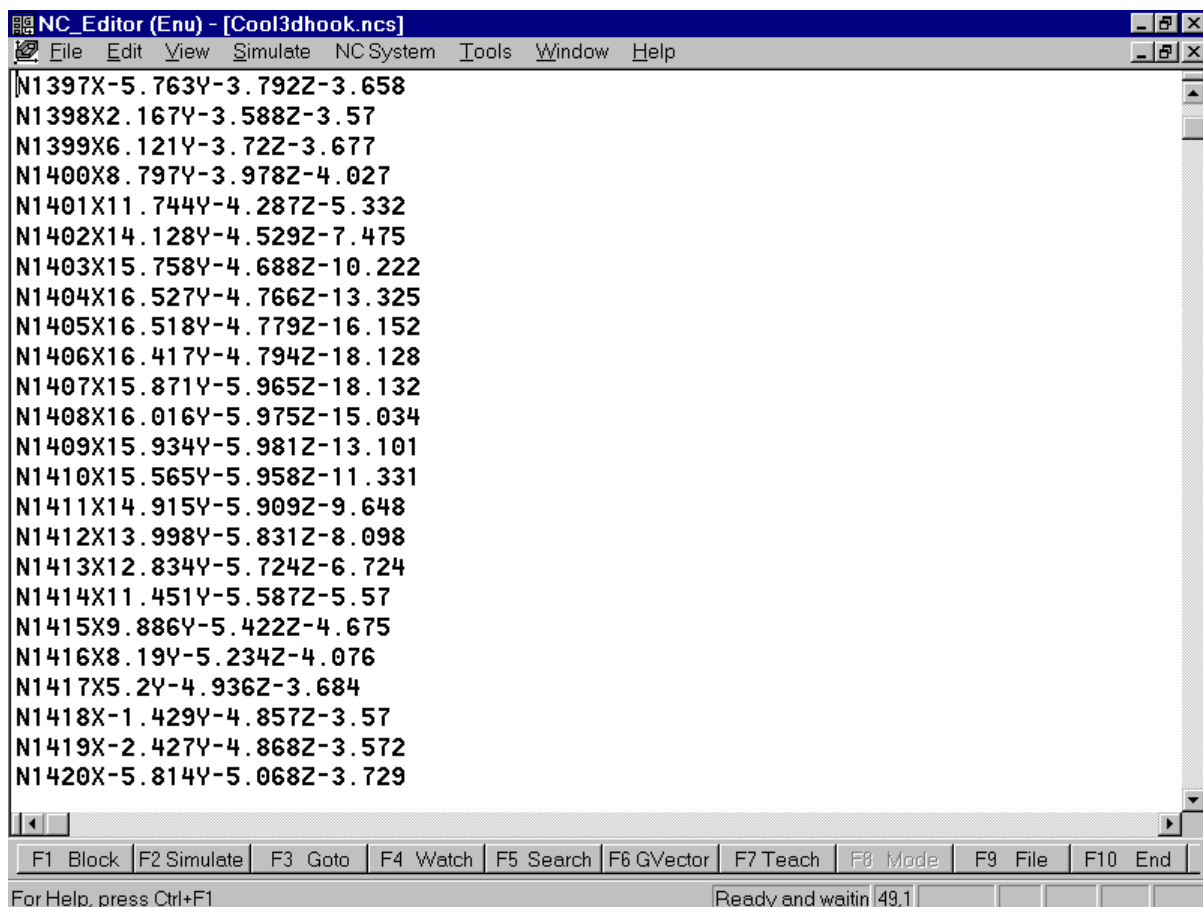 NC_Editor (Enu) - [Cool3dhook.ncs]
File Edit View Simulate NC System Tools Window Help
N1397X-5.763Y-3.792Z-3.658
N1398X2.167Y-3.588Z-3.57
N1399X6.121Y-3.72Z-3.677
N1400X8.797Y-3.978Z-4.027
N1401X11.744Y-4.287Z-5.332
N1402X14.128Y-4.529Z-7.475
N1403X15.758Y-4.688Z-10.222
N1404X16.527Y-4.766Z-13.325
N1405X16.518Y-4.779Z-16.152
N1406X16.417Y-4.794Z-18.128
N1407X15.871Y-5.965Z-18.132
N1408X16.016Y-5.975Z-15.034
N1409X15.934Y-5.981Z-13.101
N1410X15.565Y-5.958Z-11.331
N1411X14.915Y-5.909Z-9.648
N1412X13.998Y-5.831Z-8.098
N1413X12.834Y-5.724Z-6.724
N1414X11.451Y-5.587Z-5.57
N1415X9.886Y-5.422Z-4.675
N1416X8.19Y-5.234Z-4.076
N1417X5.2Y-4.936Z-3.684
N1418X-1.429Y-4.857Z-3.57
N1419X-2.427Y-4.868Z-3.572
N1420X-5.814Y-5.068Z-3.729
F1 Block F2 Simulate F3 Goto F4 Watch F5 Search F6 GVector F7 Teach F8 Mode F9 File F10 End
For Help, press Ctrl+F1 Ready and waitin 49,1